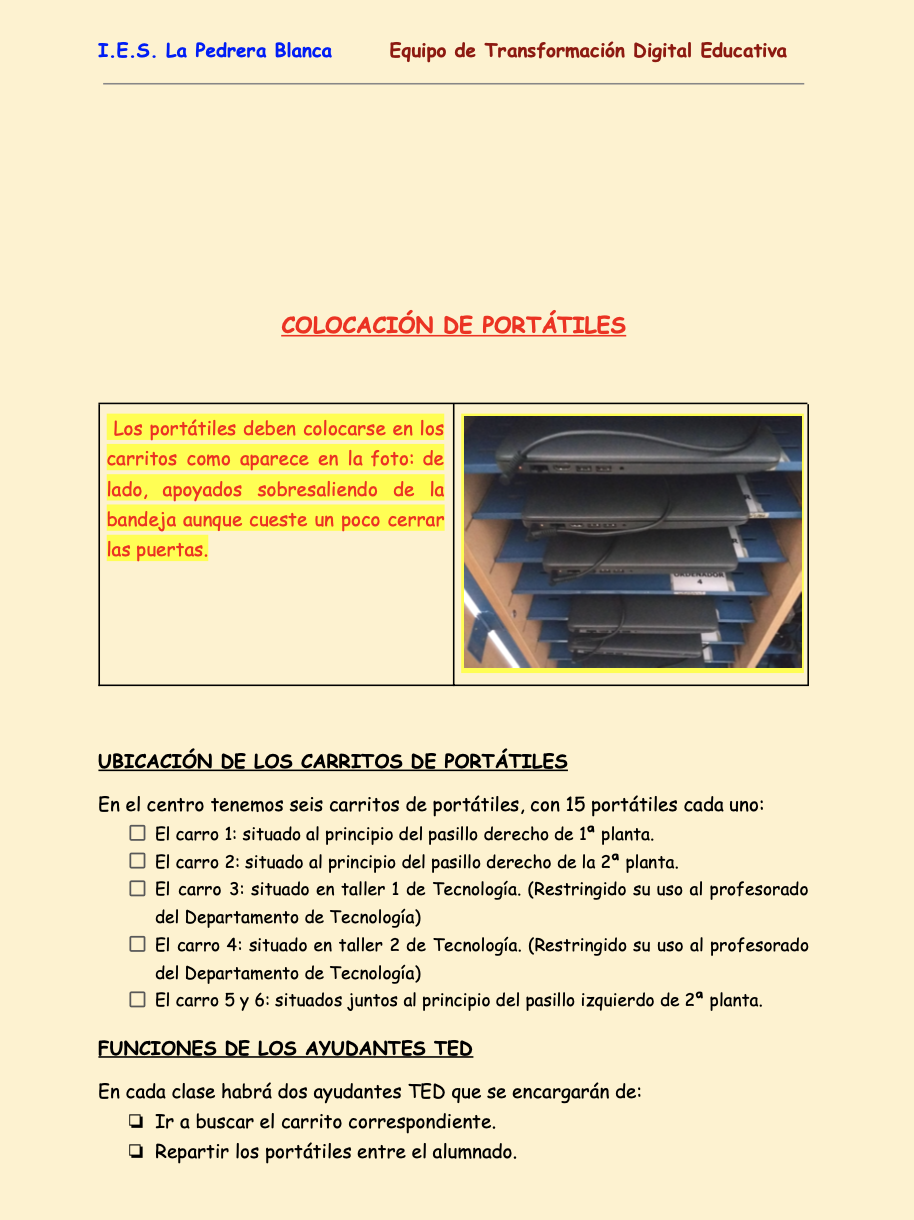 I.E.S. La Pedrera Blanca Equipo de Transformación Digital Educativa
COLOCACIÓN DE PORTÁTILES
Los portátiles deben colocarse en los
carritos como aparece en la foto: de
lado, apoyados sobresaliendo de la
bandeja aunque cueste un poco cerrar
las puertas.
ORDENADOR
4
UBICACIÓN DE LOS CARRITOS DE PORTÁTILES
En el centro tenemos seis carritos de portátiles, con 15 portátiles cada uno:
El carro 1: situado al principio del pasillo derecho de 1ª planta.
El carro 2: situado al principio del pasillo derecho de la 2ª planta.
El carro 3: situado en taller 1 de Tecnología. (Restringido su uso al profesorado
del Departamento de Tecnología)
El carro 4: situado en taller 2 de Tecnología. (Restringido su uso al profesorado
del Departamento de Tecnología)
El carro 5 y 6: situados juntos al principio del pasillo izquierdo de 2ª planta.
FUNCIONES DE LOS AYUDANTES TED
En cada clase habrá dos ayudantes TED que se encargarán de:
Ir a buscar el carrito correspondiente.
Repartir los portátiles entre el alumnado.